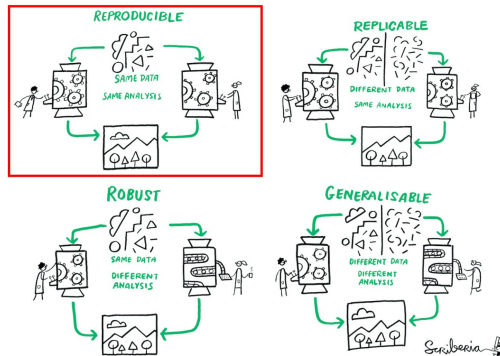 REPRODUCIBLE
SAME DATA
SAME ANALYSIS
REPLICABLE
DIFFERENT DATA
SAME ANALYSIS
ROBUST
SAME DATA
DIFFERENT
ANALYSIS
GENERALISABLE
DIFFERENT DATA
DIFFERENT
ANALYSIS
Scriberia